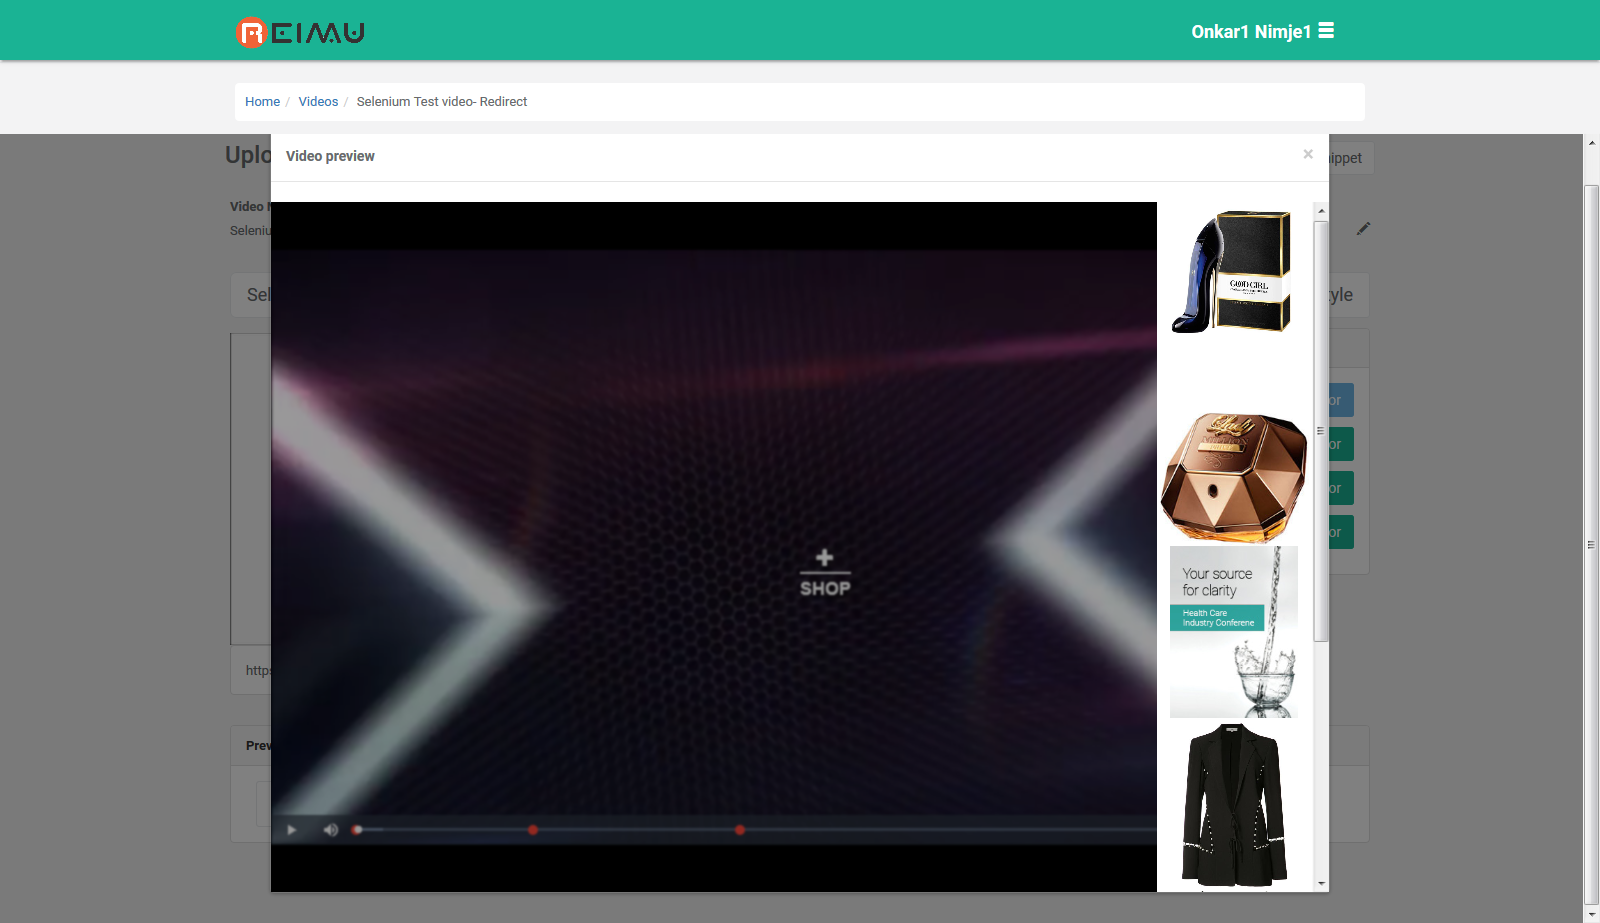 REIMU
Onkar1 Nimje1
Home / Videos / Selenium Test video- Redirect
Uplo
Video preview
×
ippet
Video
Seleniu
Sel
yle
GOOD GIRL
or
or
or
or
Lady
MILLION
+
SHOP
Your source
for clarity
Health Care
Industry Conferene
https
Prev